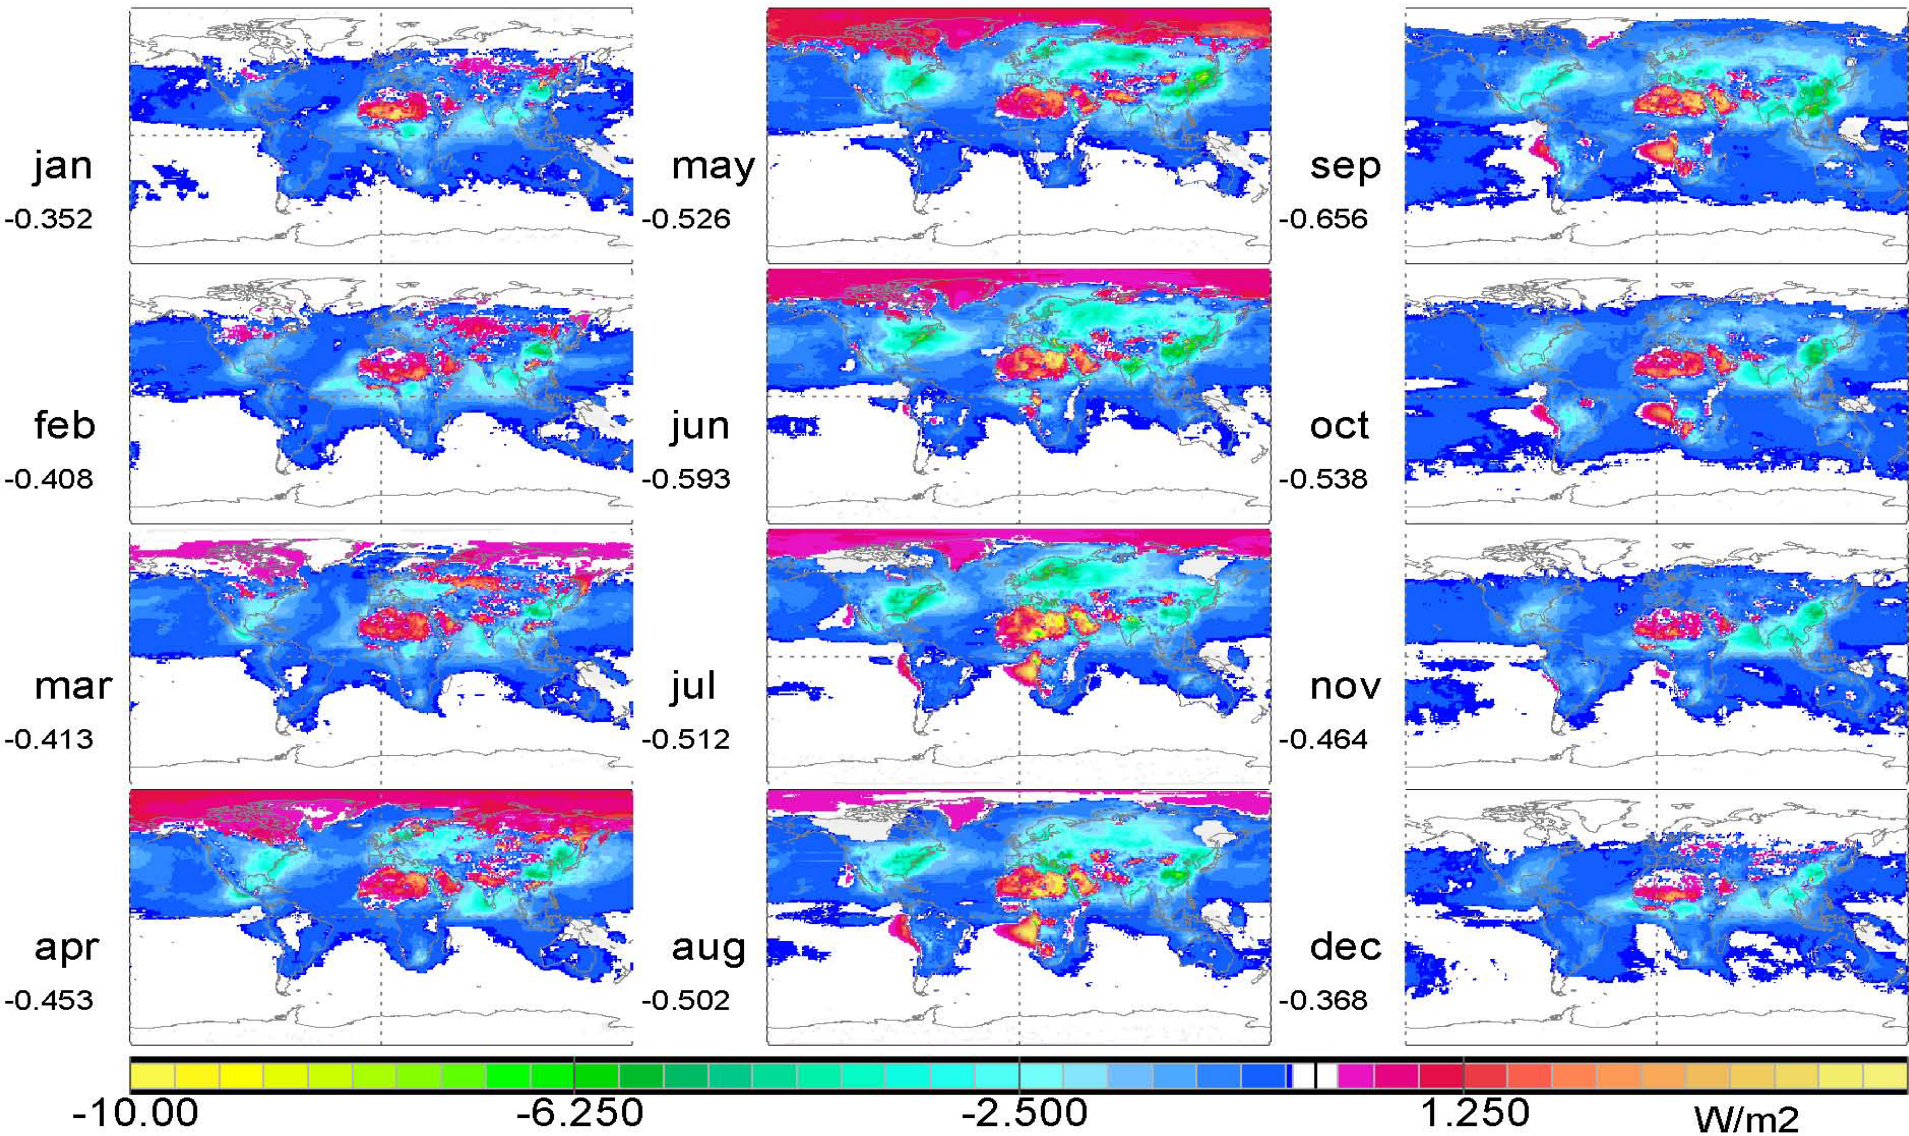 jan
-0.352
may
-0.526
sep
-0.656
feb
-0.408
jun
-0.593
oct
-0.538
mar
-0.413
jul
-0.512
nov
-0.464
apr
-0.453
aug
-0.502
dec
-0.368
-10.00 -6.250 -2.500 1.250 W/m2